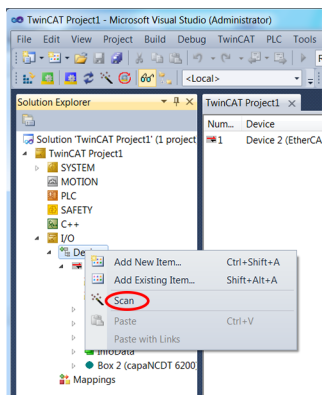 TwinCAT Project1 - Microsoft Visual Studio (Administrator)
File Edit View Project Build Debug TwinCAT PLC Tools
<Local>
Solution Explorer
TwinCAT Project1
Num... Device
1 Device 2 (EtherCA
Solution 'TwinCAT Project1' (1 project
TwinCAT Project1
SYSTEM
MOTION
PLC
SAFETY
C++
I/O
Add New Item... Ctrl+Shift+A
Add Existing Item... Shift+Alt+A
Scan
Paste Ctrl+V
Paste with Links
InfoData
Box 2 (capaNCDT 6200)
Mappings